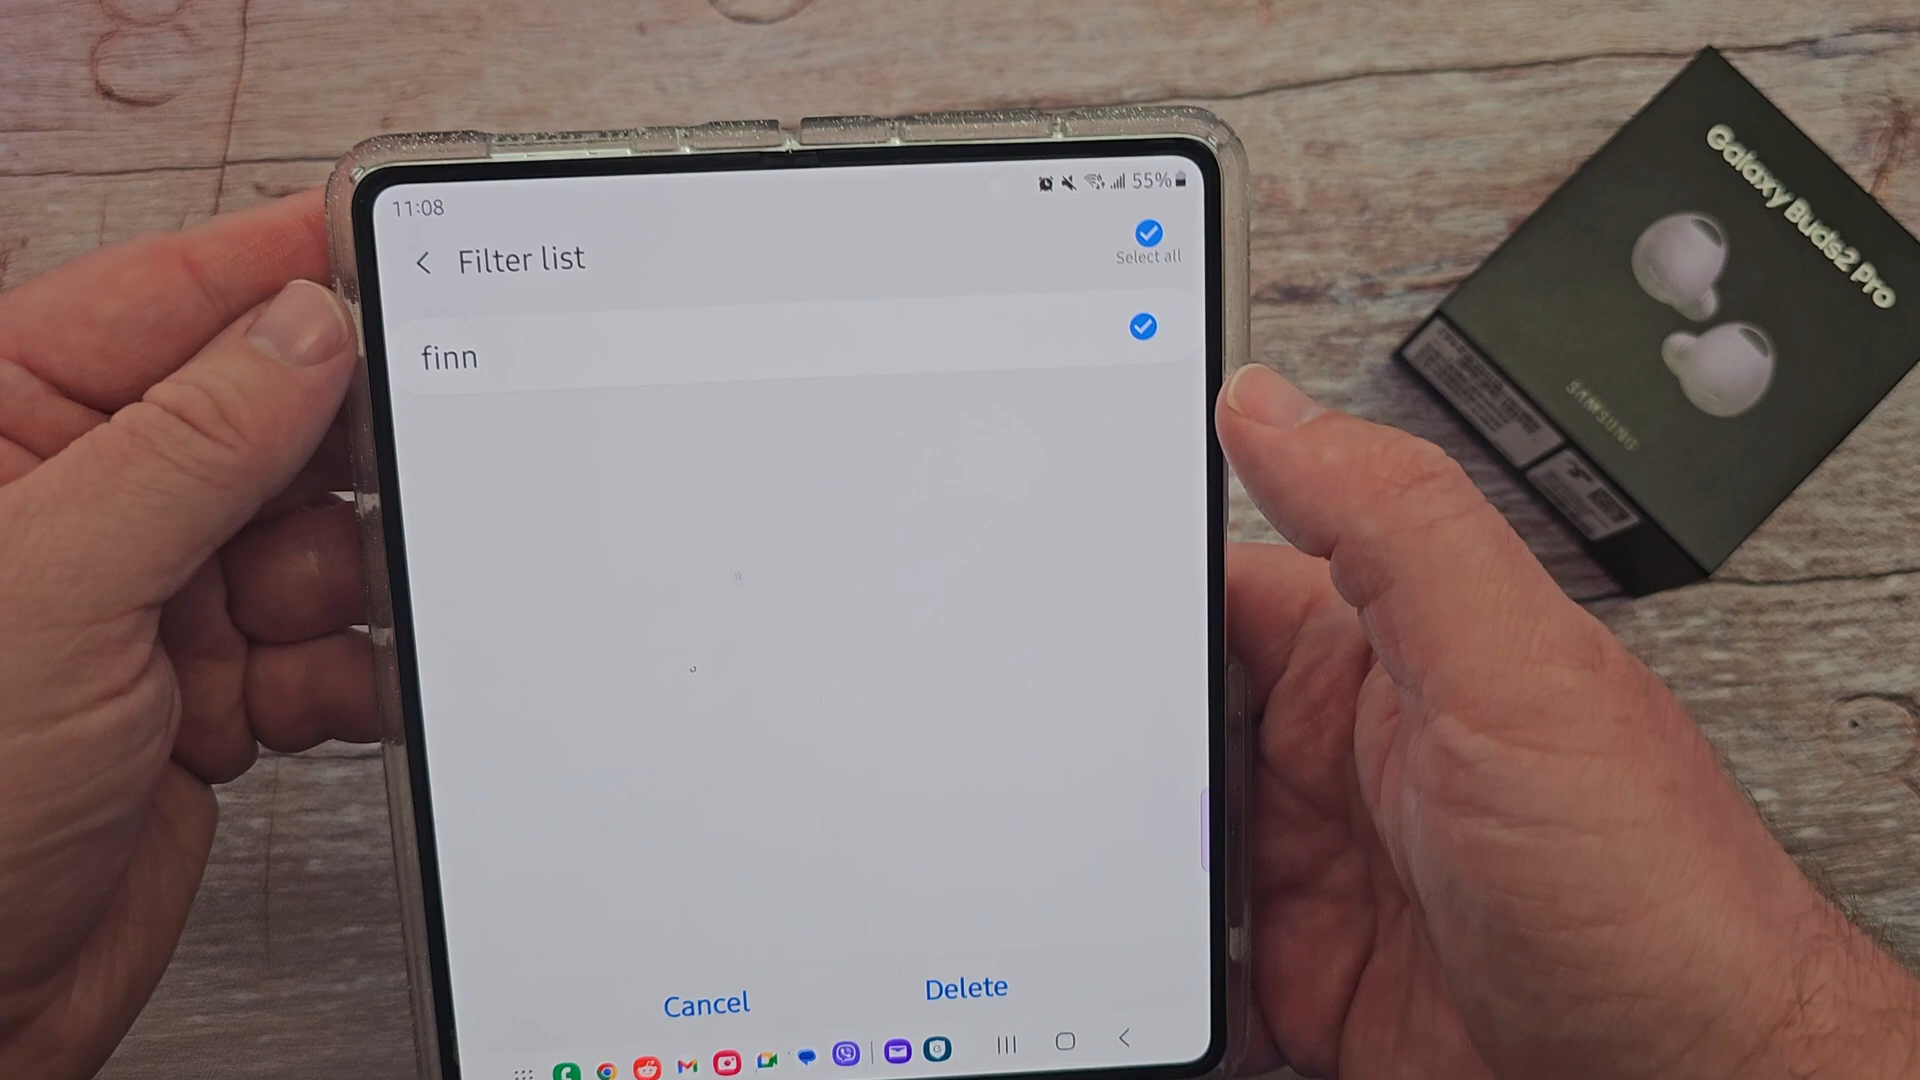 11:08
55%
Filter list
Select all
finn
Cancel
Delete
Galaxy Buds2 Pro
SAMSUNG